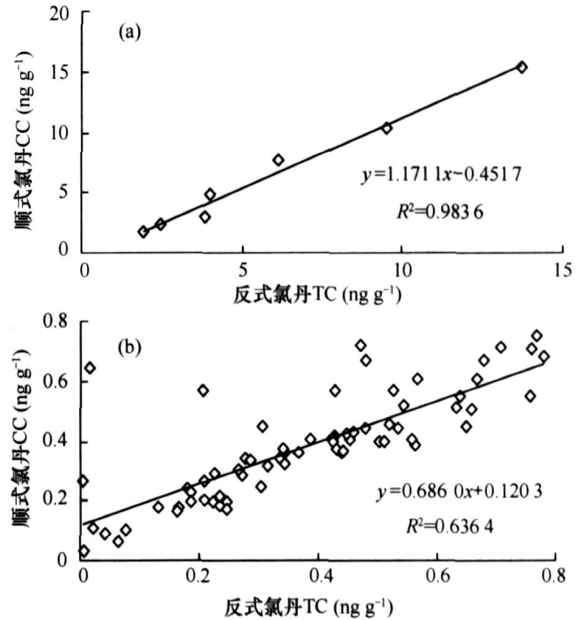 (a)
20
15
10
5
0
顺式氯丹CC (ng g⁻¹)
y=1.171 1x−0.451 7
R²=0.983 6
0 5 10 15
反式氯丹TC (ng g⁻¹)
(b)
0.8
0.6
0.4
0.2
0
顺式氯丹CC (ng g⁻¹)
y=0.686 0x+0.120 3
R²=0.636 4
0 0.2 0.4 0.6 0.8
反式氯丹TC (ng g⁻¹)